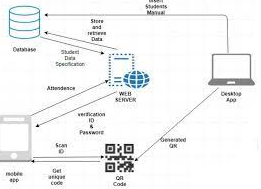 Insert
Students
Manual
Store
and
retrieve
Data
Database
Student
Data
Specification
WEB
SERVER
Desktop
App
Attendence
verification
ID
&
Password
Generated
QR
Scan
ID
mobile
app
Get
unique
code
QR
Code